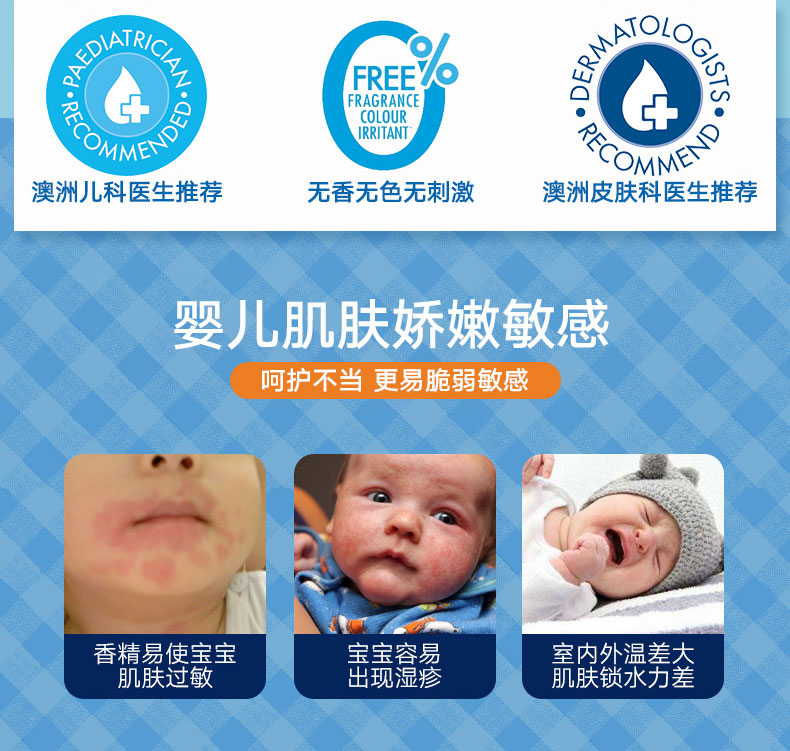 PAEDIATRICIAN
RECOMMENDED
0%
FREE
FRAGRANCE
COLOUR
IRRITANT
DERMATOLOGISTS
RECOMMEND
澳洲儿科医生推荐
无香无色无刺激
澳洲皮肤科医生推荐
婴儿肌肤娇嫩敏感
呵护不当 更易脆弱敏感
香精易使宝宝
肌肤过敏
宝宝容易
出现湿疹
室内外温差大
肌肤锁水力差